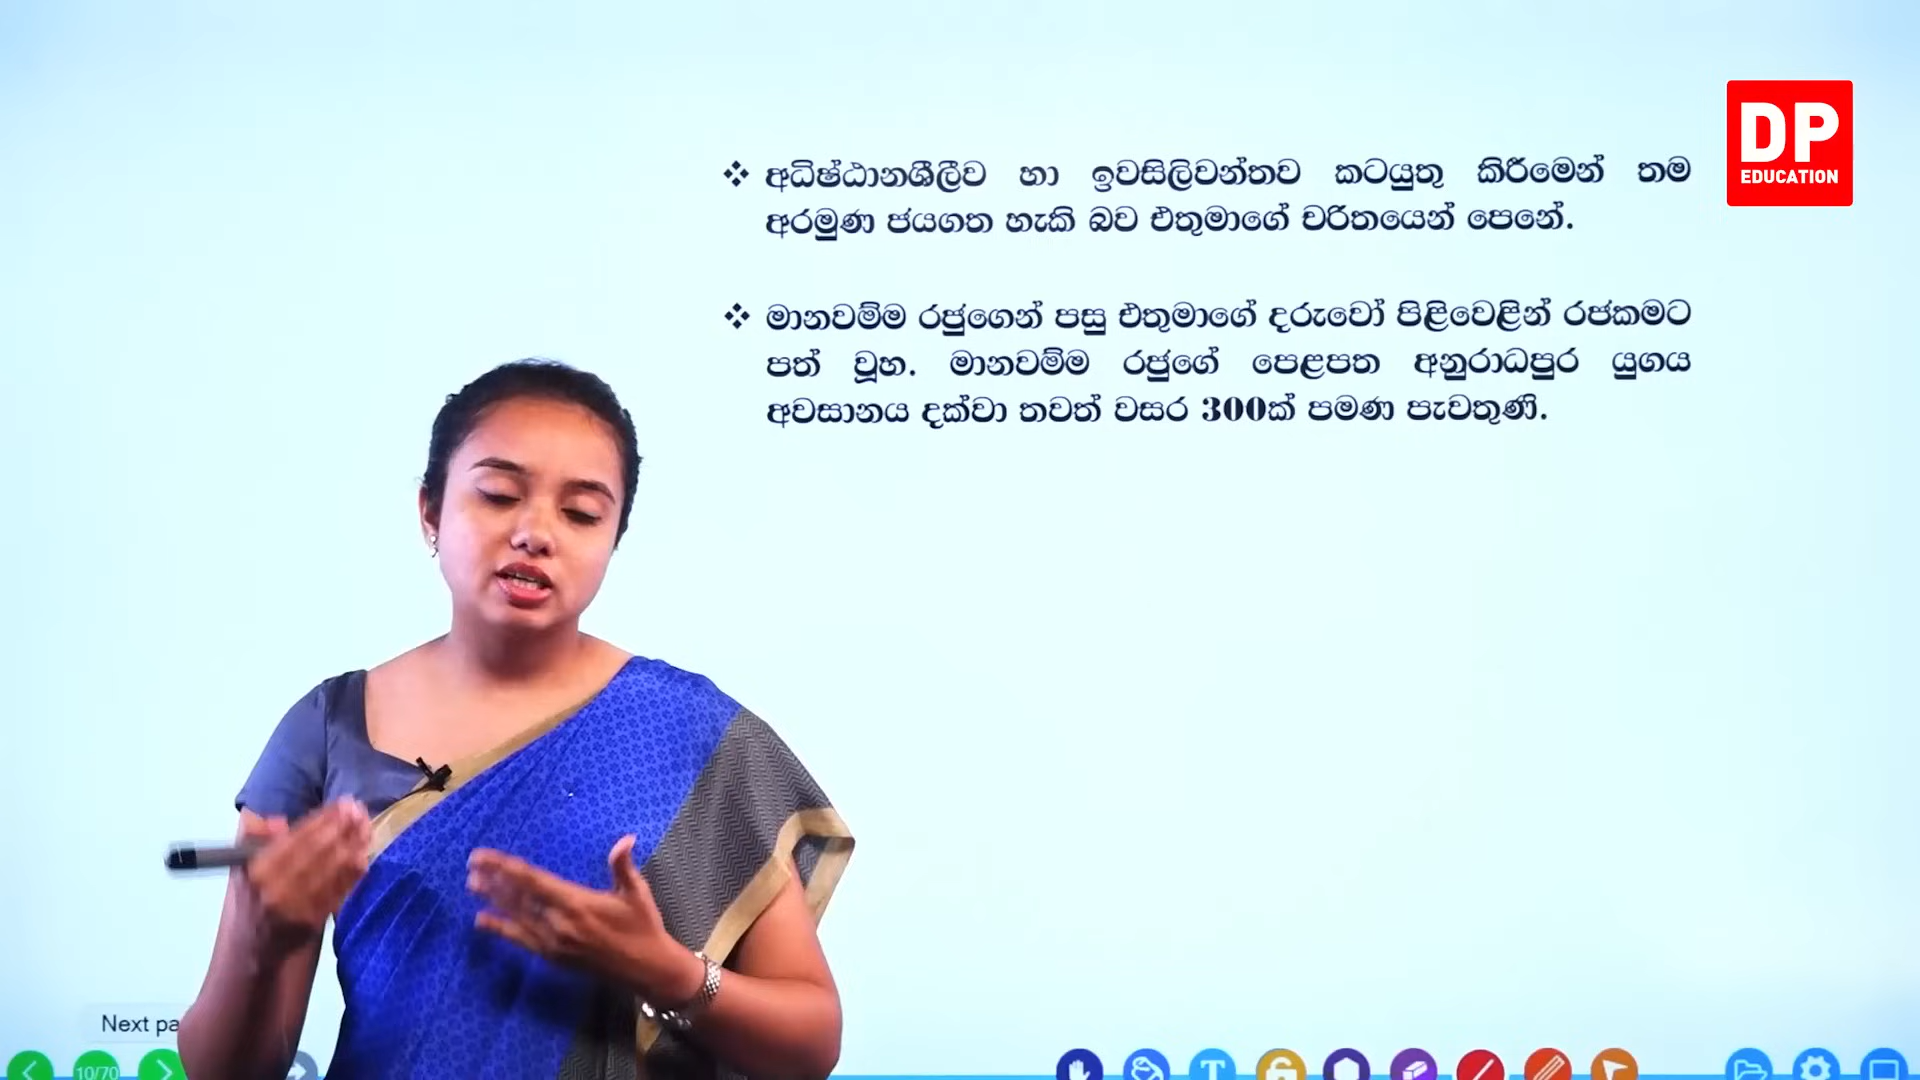 DP
EDUCATION
❖ අධිෂ්ඨානශීලීව හා ඉවසිලිවන්තව කටයුතු කිරීමෙන් තම
අරමුණ ජයගත හැකි බව එතුමාගේ චරිතයෙන් පෙනේ.
❖ මානවම්ම රජුගෙන් පසු එතුමාගේ දරුවෝ පිළිවෙළින් රජකමට
පත් වූහ. මානවම්ම රජුගේ පෙළපත අනුරාධපුර යුගය
අවසානය දක්වා තවත් වසර 300ක් පමණ පැවතුණි.
Next pa
10/70